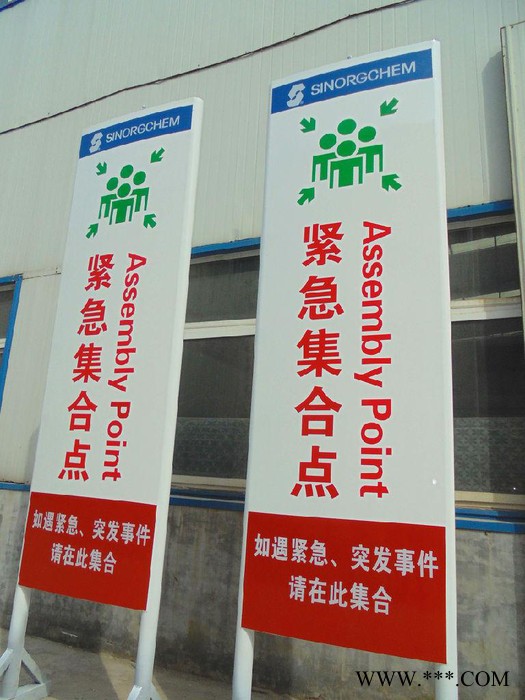 SINORGCHEM
紧急集合点
Assembly Point
如遇紧急、突发事件
请在此集合
SINORGCHEM
紧急集合点
Assembly Point
如遇紧急、突发事件
请在此集合
WWW.***.COM